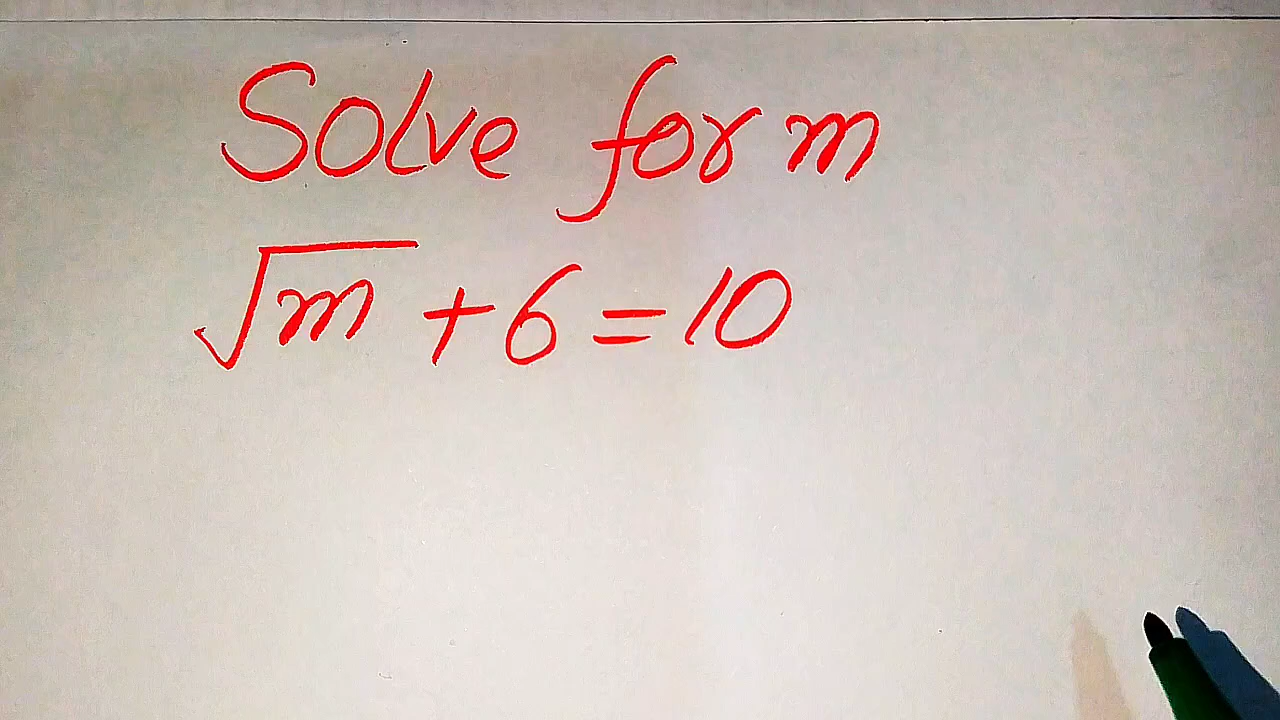 Solve for m
√m + 6 = 10